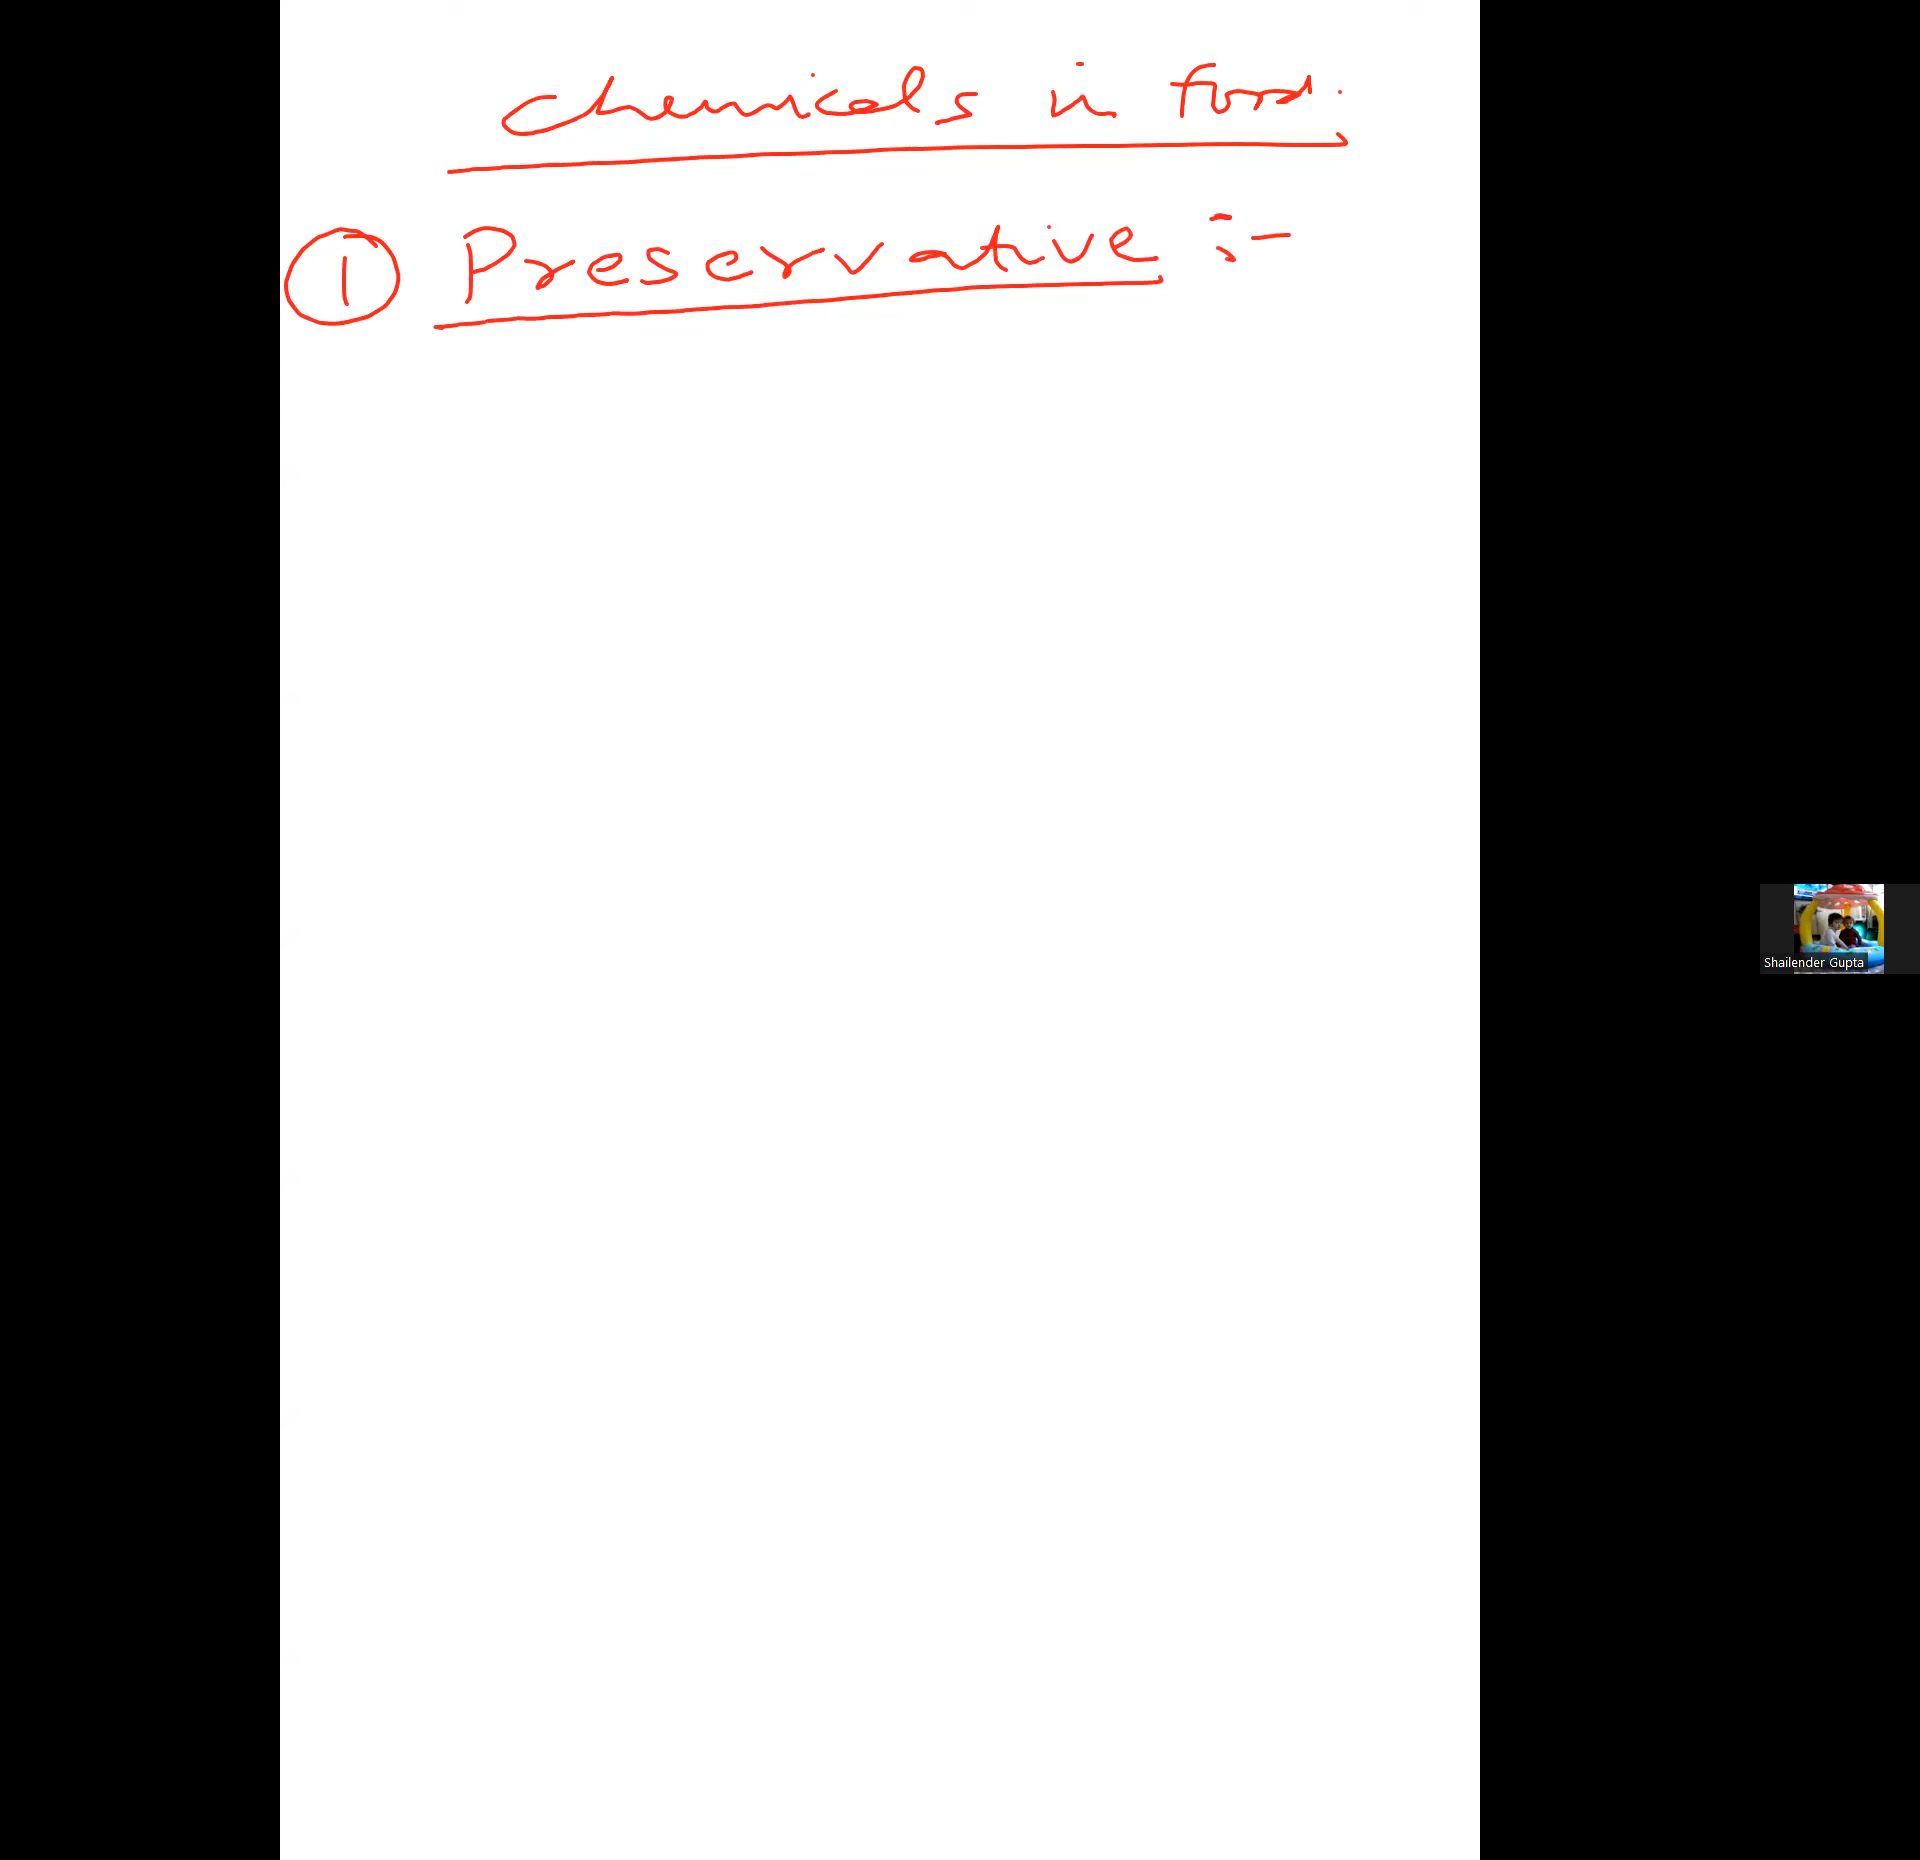 Chemicals in food.
① Preservative :-
Shailender Gupta